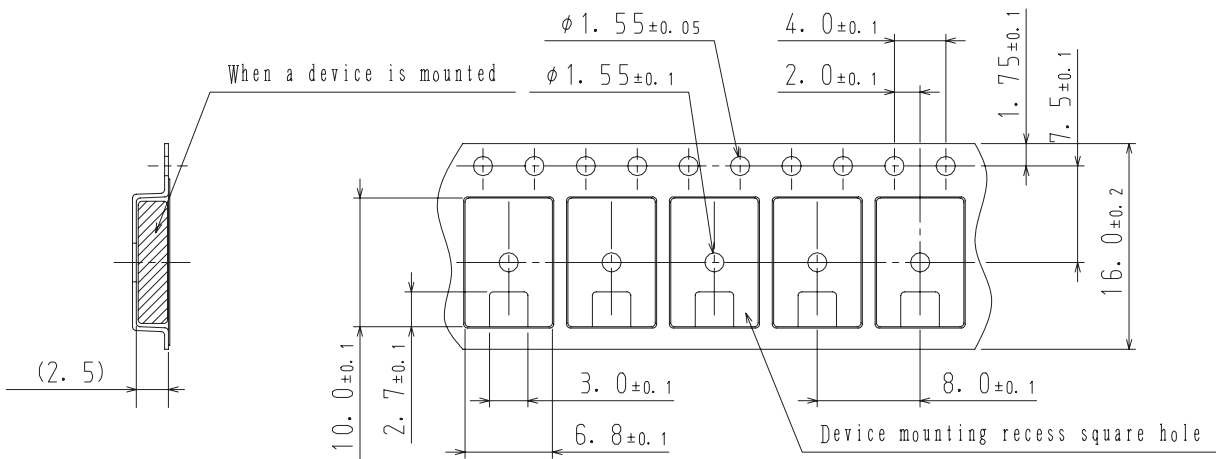 φ1.55±0.05
4.0±0.1
When a device is mounted
φ1.55±0.1
2.0±0.1
1.75±0.1
7.5±0.1
16.0±0.2
(2.5)
10.0±0.1
2.7±0.1
3.0±0.1
8.0±0.1
6.8±0.1
Device mounting recess square hole